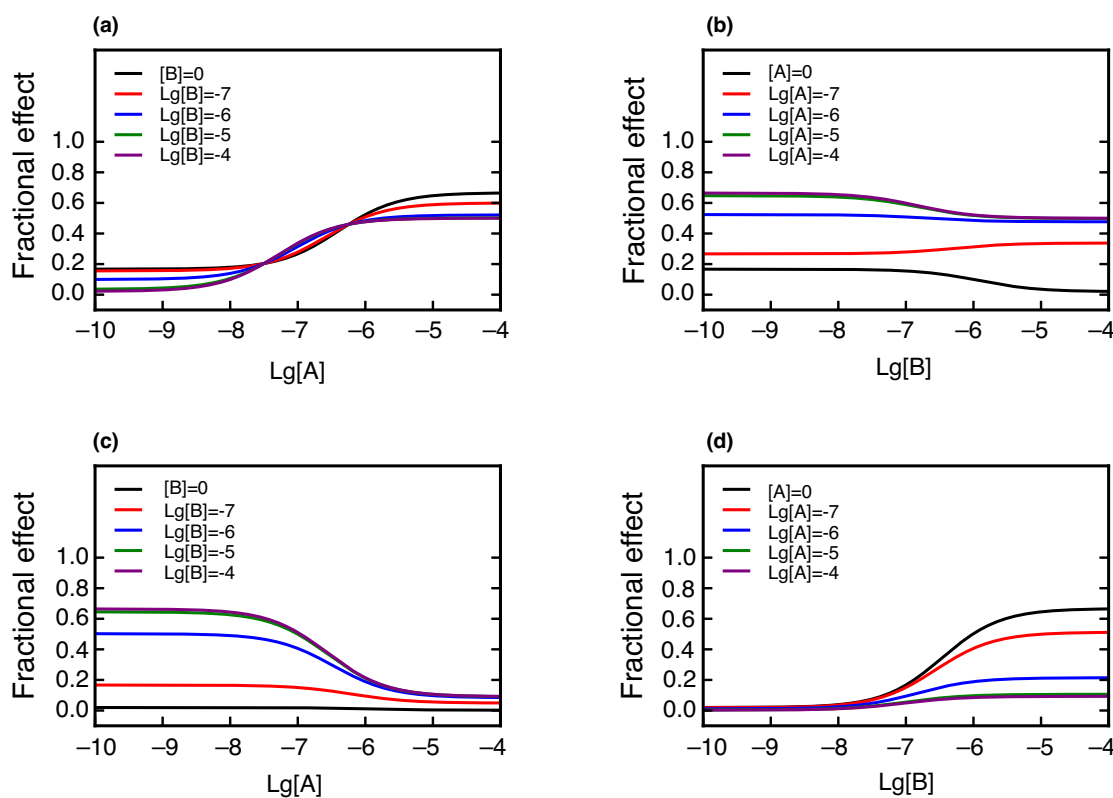 (a)
Fractional effect
[B]=0
Lg[B]=-7
Lg[B]=-6
Lg[B]=-5
Lg[B]=-4
1.0
0.8
0.6
0.4
0.2
0.0
–10 –9 –8 –7 –6 –5 –4
Lg[A]
(b)
Fractional effect
[A]=0
Lg[A]=-7
Lg[A]=-6
Lg[A]=-5
Lg[A]=-4
1.0
0.8
0.6
0.4
0.2
0.0
–10 –9 –8 –7 –6 –5 –4
Lg[B]
(c)
Fractional effect
[B]=0
Lg[B]=-7
Lg[B]=-6
Lg[B]=-5
Lg[B]=-4
1.0
0.8
0.6
0.4
0.2
0.0
–10 –9 –8 –7 –6 –5 –4
Lg[A]
(d)
Fractional effect
[A]=0
Lg[A]=-7
Lg[A]=-6
Lg[A]=-5
Lg[A]=-4
1.0
0.8
0.6
0.4
0.2
0.0
–10 –9 –8 –7 –6 –5 –4
Lg[B]